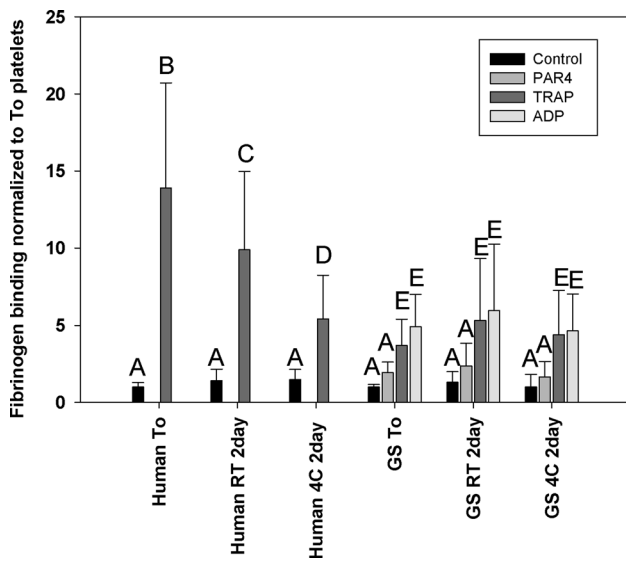 25
20
15
10
5
0
Fibrinogen binding normalized to To platelets
Control
PAR4
TRAP
ADP
A
B
A
C
A
D
A
A
E
E
A
A
E
E
A
A
E
E
Human To
Human RT 2day
Human 4C 2day
GS To
GS RT 2day
GS 4C 2day